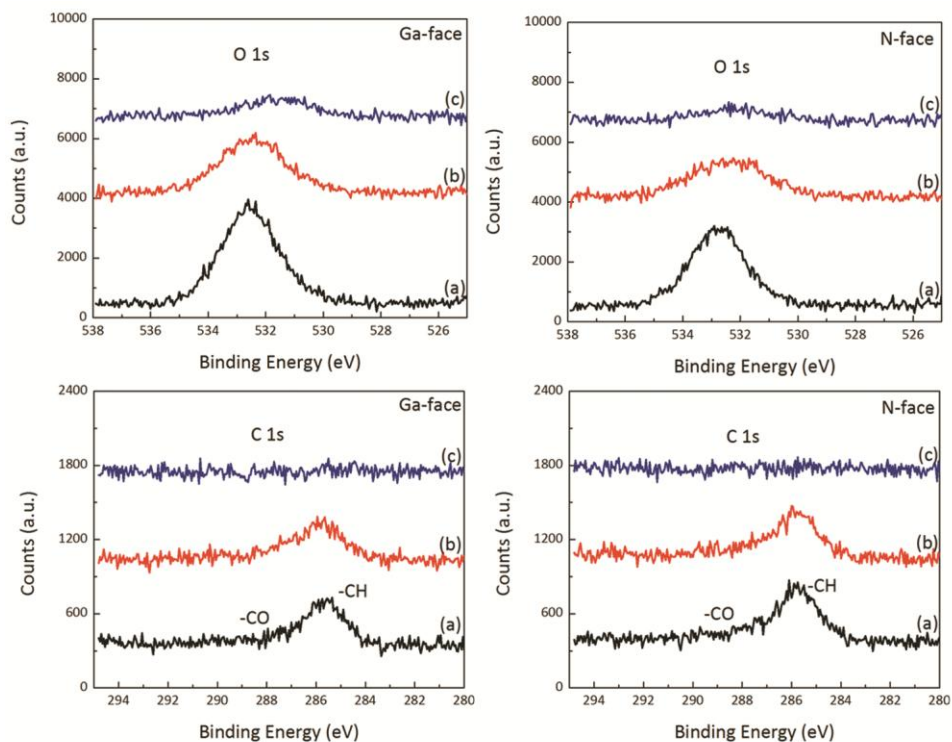 10000
8000
6000
4000
2000
0
Counts (a.u.)
Ga-face
O 1s
(c)
(b)
(a)
538 536 534 532 530 528 526
Binding Energy (eV)
10000
8000
6000
4000
2000
0
Counts (a.u.)
N-face
O 1s
(c)
(b)
(a)
538 536 534 532 530 528 526
Binding Energy (eV)
2400
1800
1200
600
0
Counts (a.u.)
Ga-face
C 1s
(c)
(b)
-CO
-CH
(a)
294 292 290 288 286 284 282 280
Binding Energy (eV)
2400
1800
1200
600
0
Counts (a.u.)
N-face
C 1s
(c)
(b)
-CO
-CH
(a)
294 292 290 288 286 284 282 280
Binding Energy (eV)